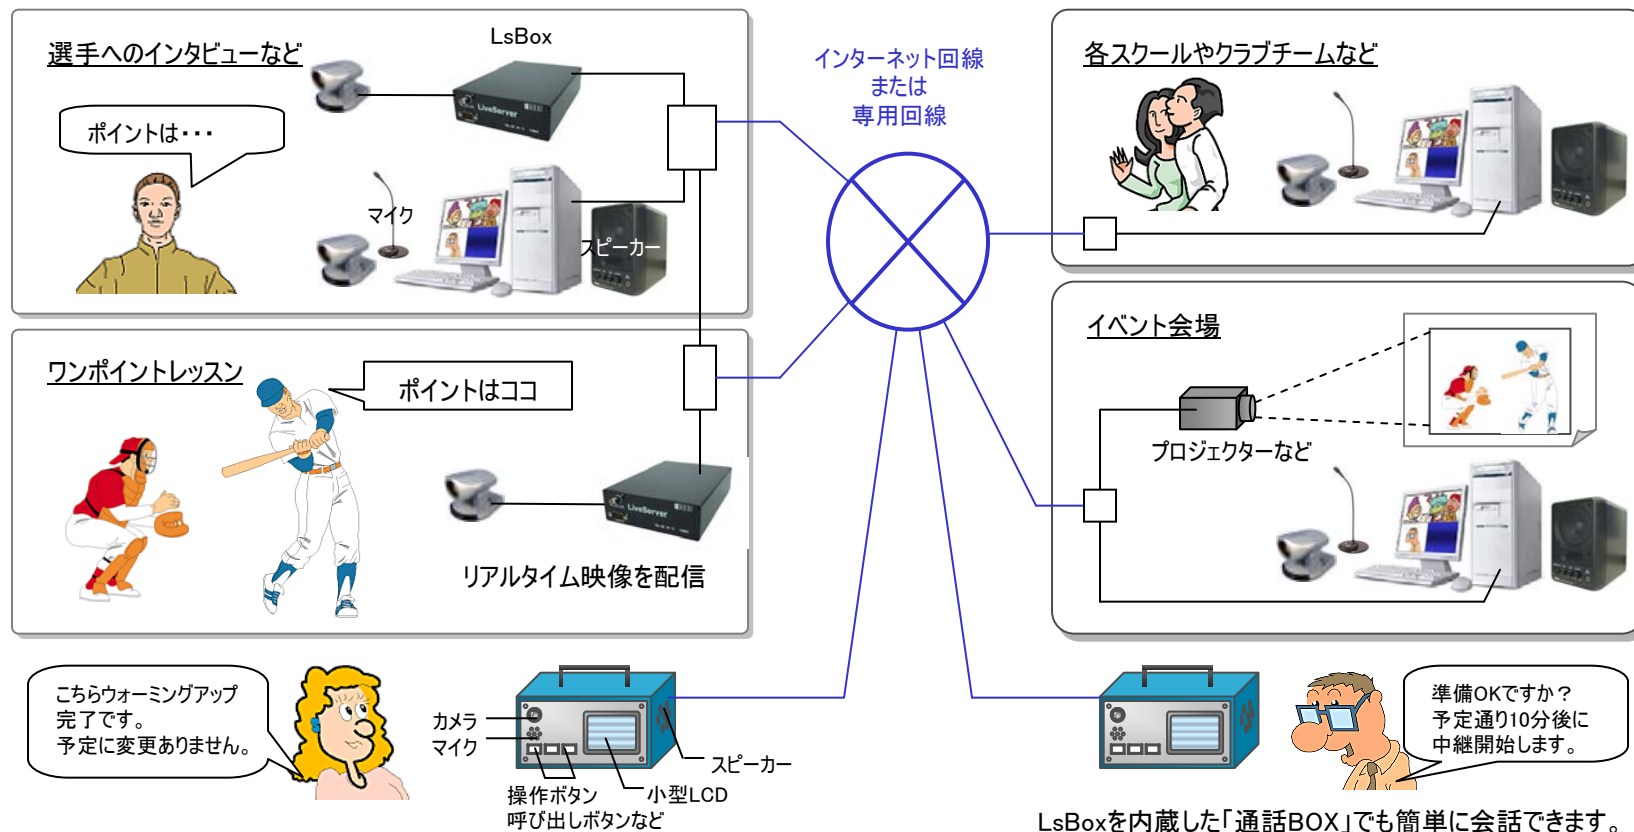 選手へのインタビューなど
LsBox
LiveServer
ポイントは・・・
マイク
スピーカー
インターネット回線
または
専用回線
各スクールやクラブチームなど
ワンポイントレッスン
ポイントはココ
LiveServer
リアルタイム映像を配信
イベント会場
プロジェクターなど
こちらウォーミングアップ
完了です。
予定に変更ありません。
カメラ
マイク
スピーカー
操作ボタン
呼び出しボタンなど
小型LCD
準備OKですか？
予定通り10分後に
中継開始します。
LsBoxを内蔵した「通話BOX」でも簡単に会話できます。